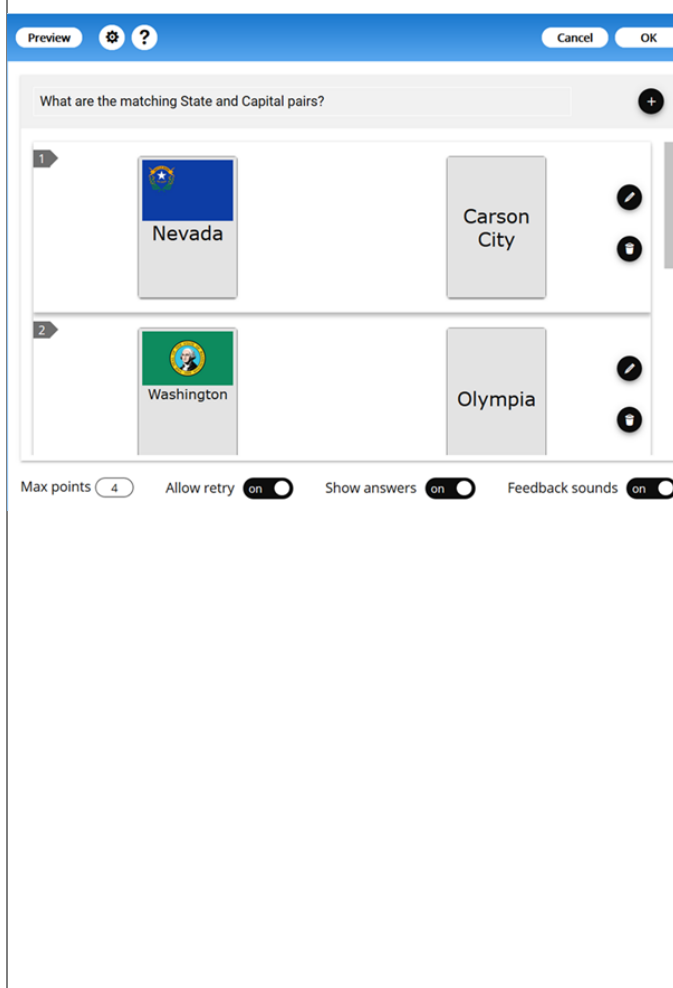 Preview ? Cancel OK
What are the matching State and Capital pairs? +
1
Nevada
Carson
City
2
Washington
Olympia
Max points 4 Allow retry on Show answers on Feedback sounds on